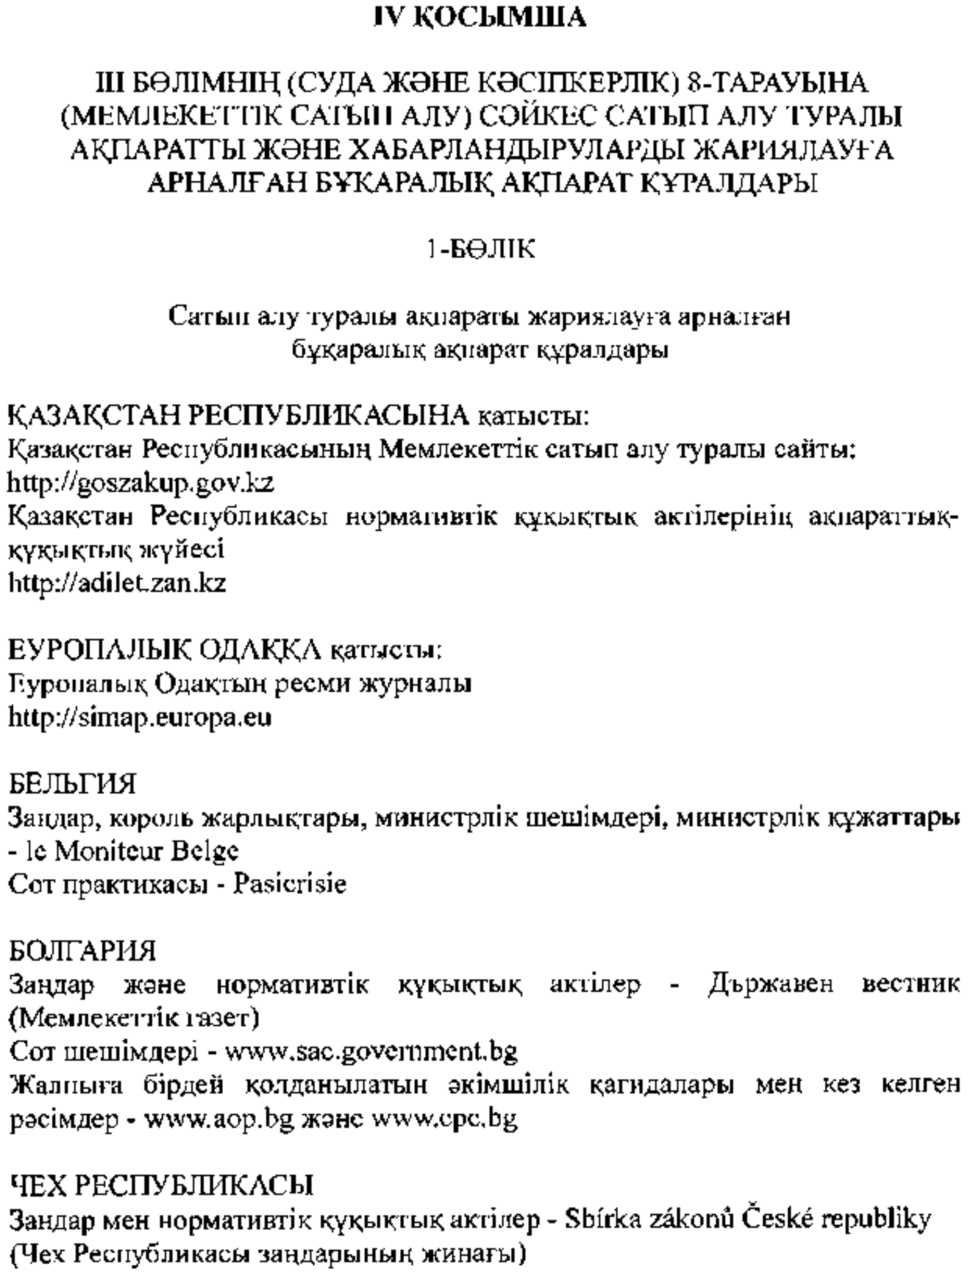 IV ҚОСЫМША
III БӨЛІМНІҢ (СУДА ЖӘНЕ КӘСІПКЕРЛІК) 8-ТАРАУЫНА
(МЕМЛЕКЕТТІК САТЫП АЛУ) СӘЙКЕС САТЫП АЛУ ТУРАЛЫ
АҚПАРАТТЫ ЖӘНЕ ХАБАРЛАНДЫРУЛАРДЫ ЖАРИЯЛАУҒА
АРНАЛҒАН БҰҚАРАЛЫҚ АҚПАРАТ ҚҰРАЛДАРЫ
1-БӨЛІК
Сатып алу туралы ақпараты жариялауға арналған
бұқаралық ақпарат құралдары
ҚАЗАҚСТАН РЕСПУБЛИКАСЫНА қатысты:
Қазақстан Республикасының Мемлекеттік сатып алу туралы сайты:
http://goszakup.gov.kz
Қазақстан Республикасы нормативтік құқықтық актілерінің ақпараттық-
құқықтық жүйесі
http://adilet.zan.kz
ЕУРОПАЛЫҚ ОДАҚҚА қатысты:
Еуропалық Одақтың ресми журналы
http://simap.europa.eu
БЕЛЬГИЯ
Заңдар, король жарлықтары, министрлік шешімдері, министрлік құжаттары
- le Moniteur Belge
Сот практикасы - Pasicrisie
БОЛГАРИЯ
Заңдар және нормативтік құқықтық актілер - Държавен вестник
(Мемлекеттік газет)
Сот шешімдері - www.sac.government.bg
Жалпыға бірдей қолданылатын әкімшілік қағидалары мен кез келген
рәсімдер - www.aop.bg және www.cpc.bg
ЧЕХ РЕСПУБЛИКАСЫ
Заңдар мен нормативтік құқықтық актілер - Sbírka zákonů České republiky
(Чех Республикасы заңдарының жинағы)